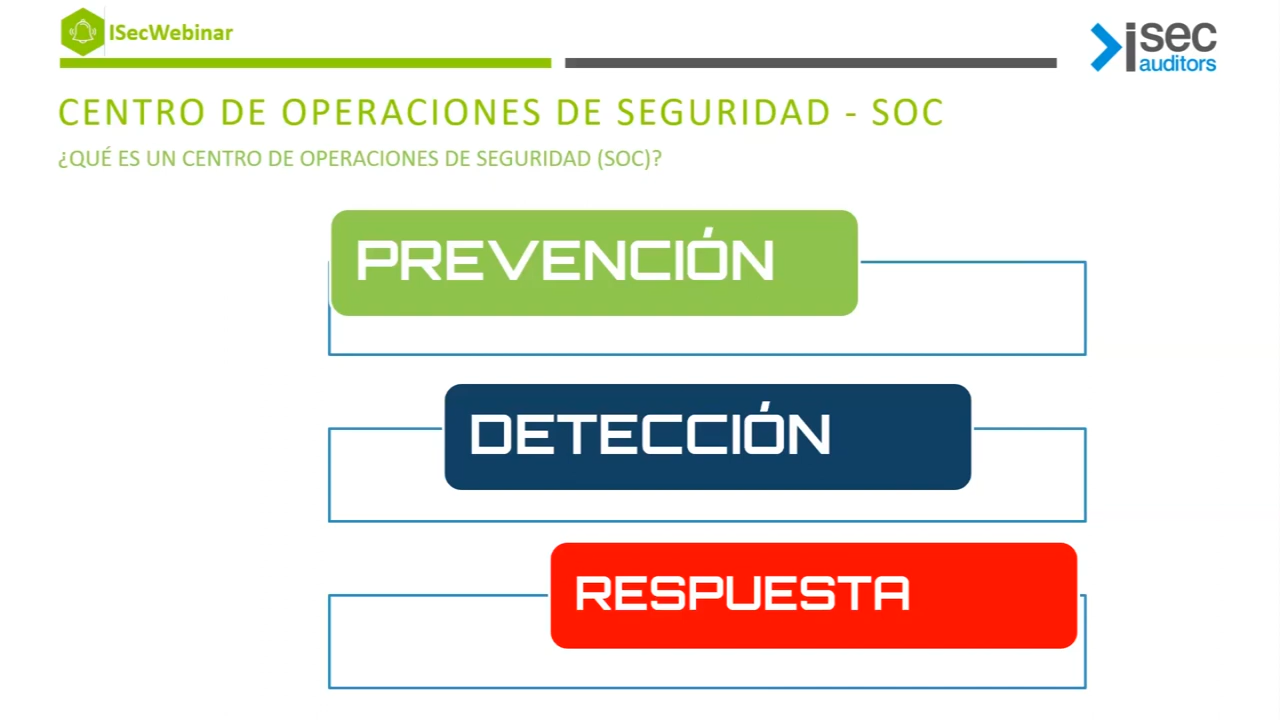 ISecWebinar
isec
auditors
CENTRO DE OPERACIONES DE SEGURIDAD - SOC
¿QUÉ ES UN CENTRO DE OPERACIONES DE SEGURIDAD (SOC)?
PREVENCIÓN
DETECCIÓN
RESPUESTA